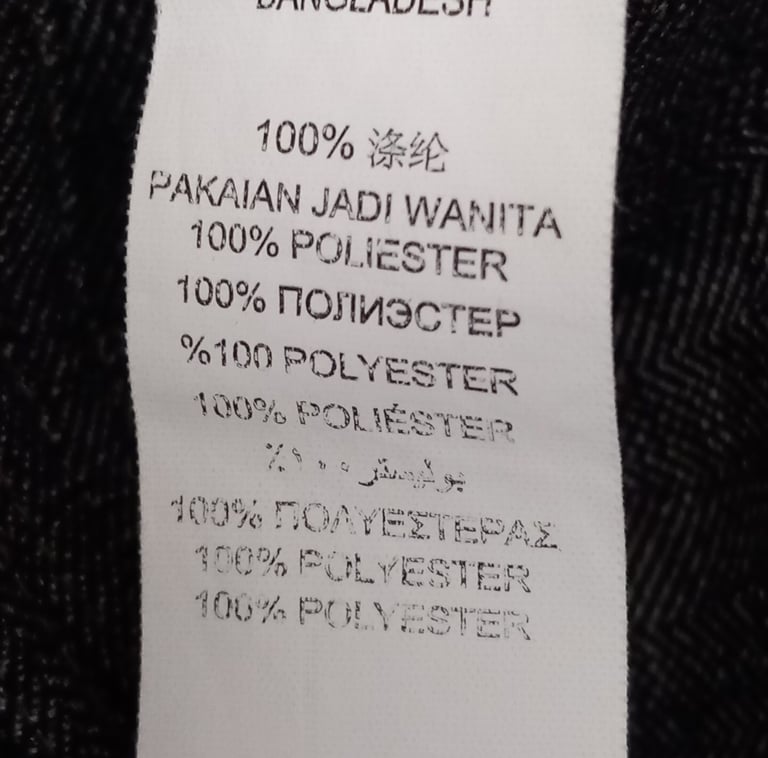 BANGLADESH
100% 涤纶
PAKAIAN JADI WANITA
100% POLIESTER
100% ПОЛИЭСТЕР
%100 POLYESTER
100% POLIÉSTER
بوليستر ١٠٠٪
100% ΠΟΛΥΕΣΤΕΡΑΣ
100% POLYESTER
100% POLYESTER